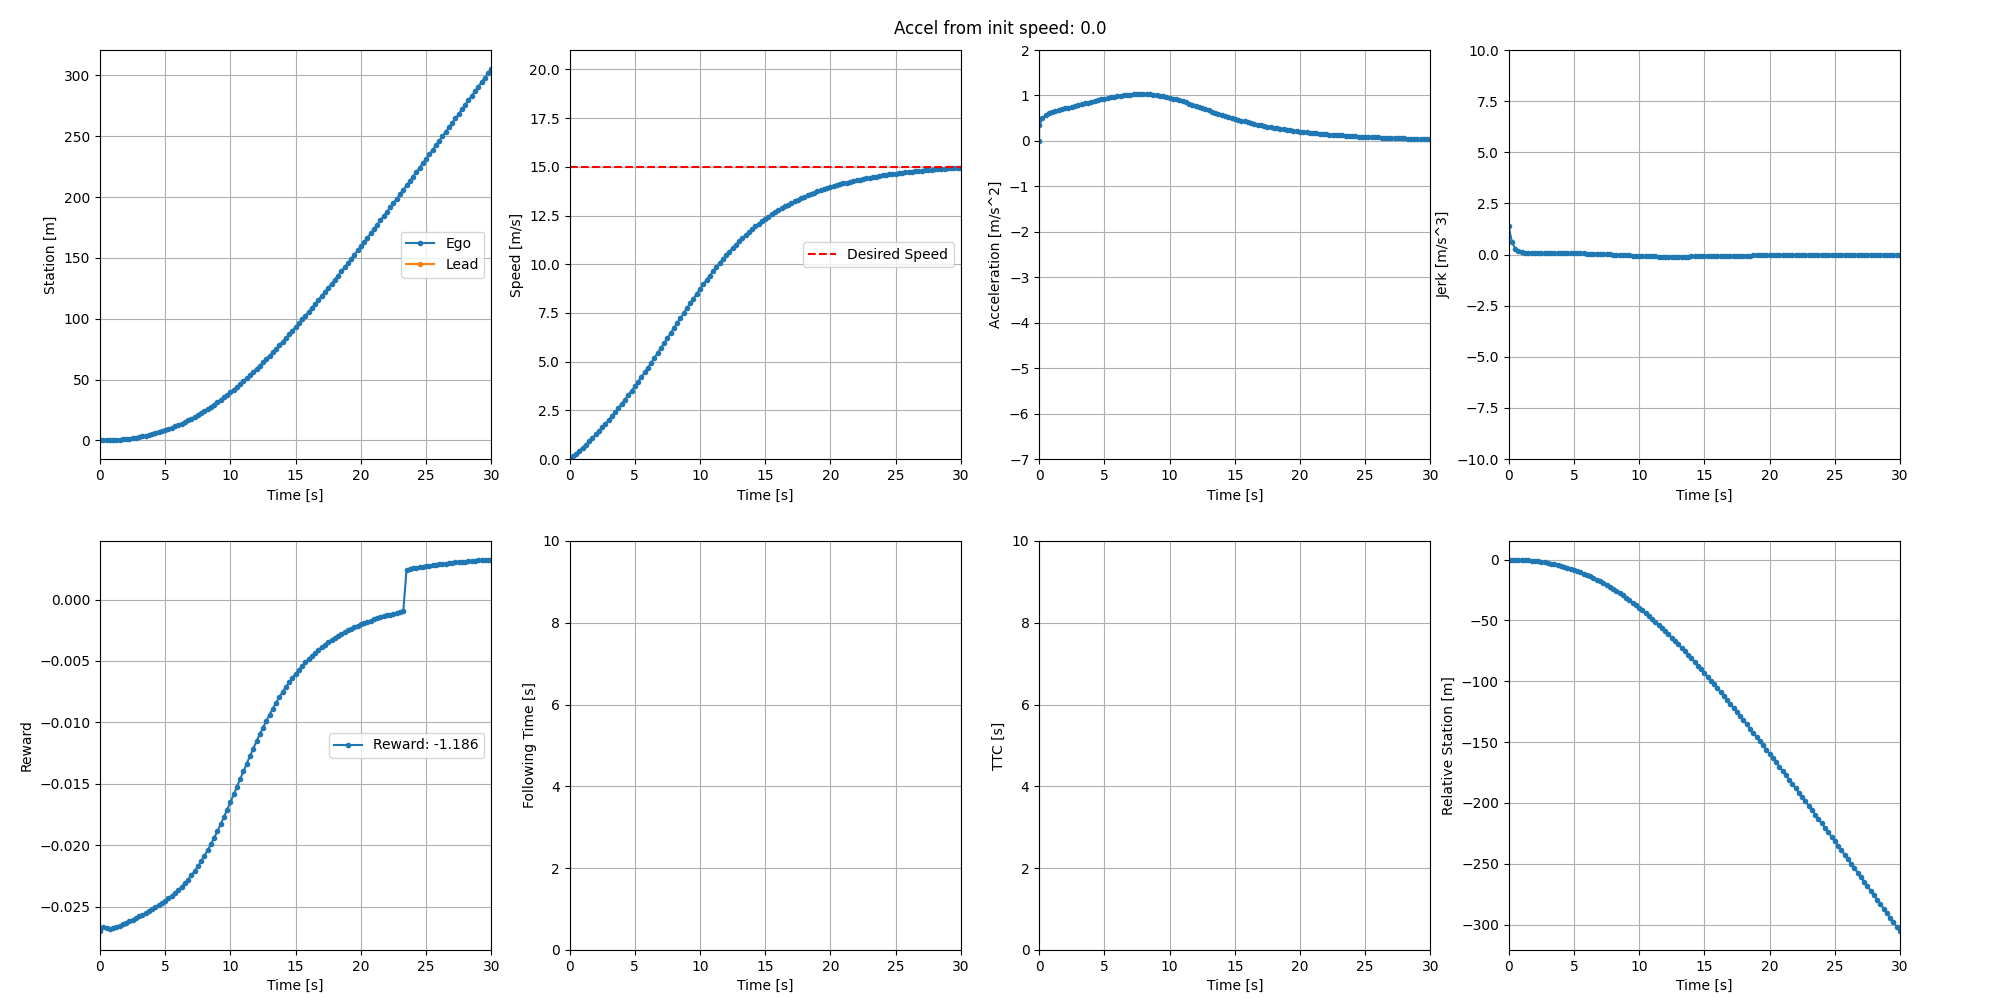 Accel from init speed: 0.0
Station [m]
300
250
200
150
100
50
0
Ego
Lead
0 5 10 15 20 25 30
Time [s]
Speed [m/s]
20.0
17.5
15.0
12.5
10.0
7.5
5.0
2.5
0.0
Desired Speed
0 5 10 15 20 25 30
Time [s]
Acceleration [m/s^2]
2
1
0
−1
−2
−3
−4
−5
−6
−7
0 5 10 15 20 25 30
Time [s]
Jerk [m/s^3]
10.0
7.5
5.0
2.5
0.0
−2.5
−5.0
−7.5
−10.0
0 5 10 15 20 25 30
Time [s]
Reward
0.000
−0.005
−0.010
−0.015
−0.020
−0.025
Reward: -1.186
0 5 10 15 20 25 30
Time [s]
Following Time [s]
10
8
6
4
2
0
0 5 10 15 20 25 30
Time [s]
TTC [s]
10
8
6
4
2
0
0 5 10 15 20 25 30
Time [s]
Relative Station [m]
0
−50
−100
−150
−200
−250
−300
0 5 10 15 20 25 30
Time [s]